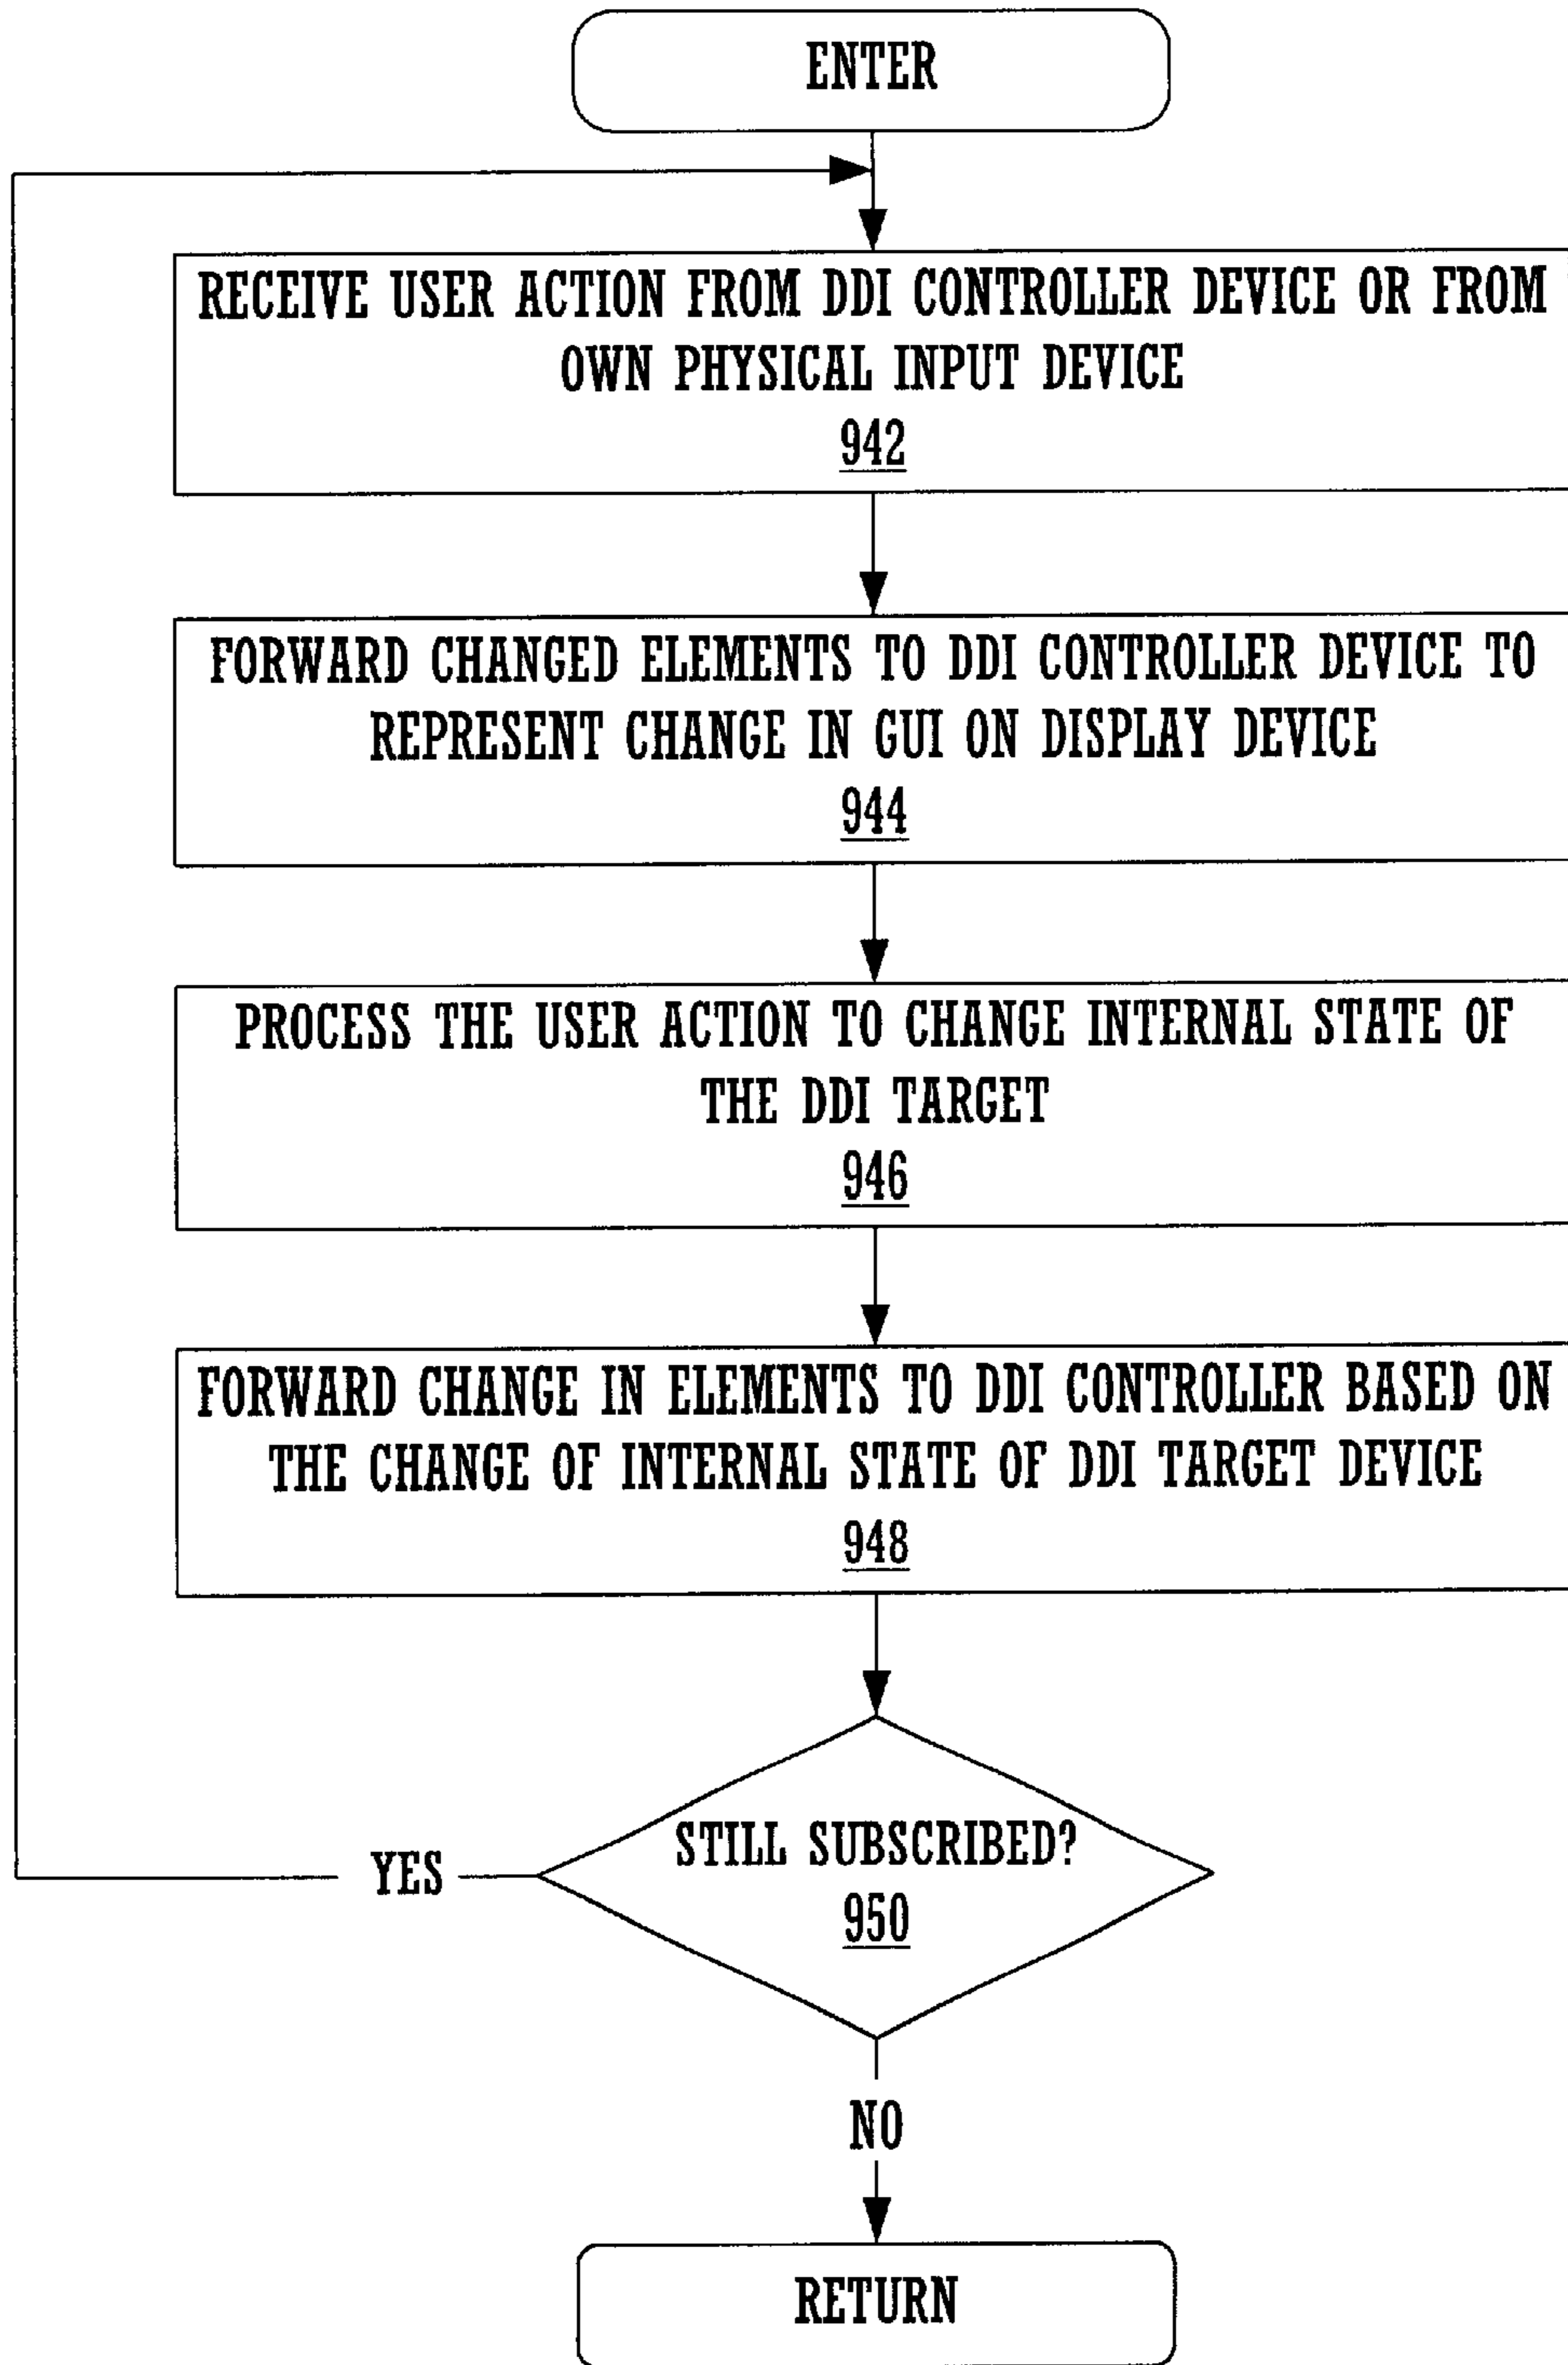 ENTER
RECEIVE USER ACTION FROM DDI CONTROLLER DEVICE OR FROM
OWN PHYSICAL INPUT DEVICE
942
FORWARD CHANGED ELEMENTS TO DDI CONTROLLER DEVICE TO
REPRESENT CHANGE IN GUI ON DISPLAY DEVICE
944
PROCESS THE USER ACTION TO CHANGE INTERNAL STATE OF
THE DDI TARGET
946
FORWARD CHANGE IN ELEMENTS TO DDI CONTROLLER BASED ON
THE CHANGE OF INTERNAL STATE OF DDI TARGET DEVICE
948
STILL SUBSCRIBED?
YES
950
NO
RETURN